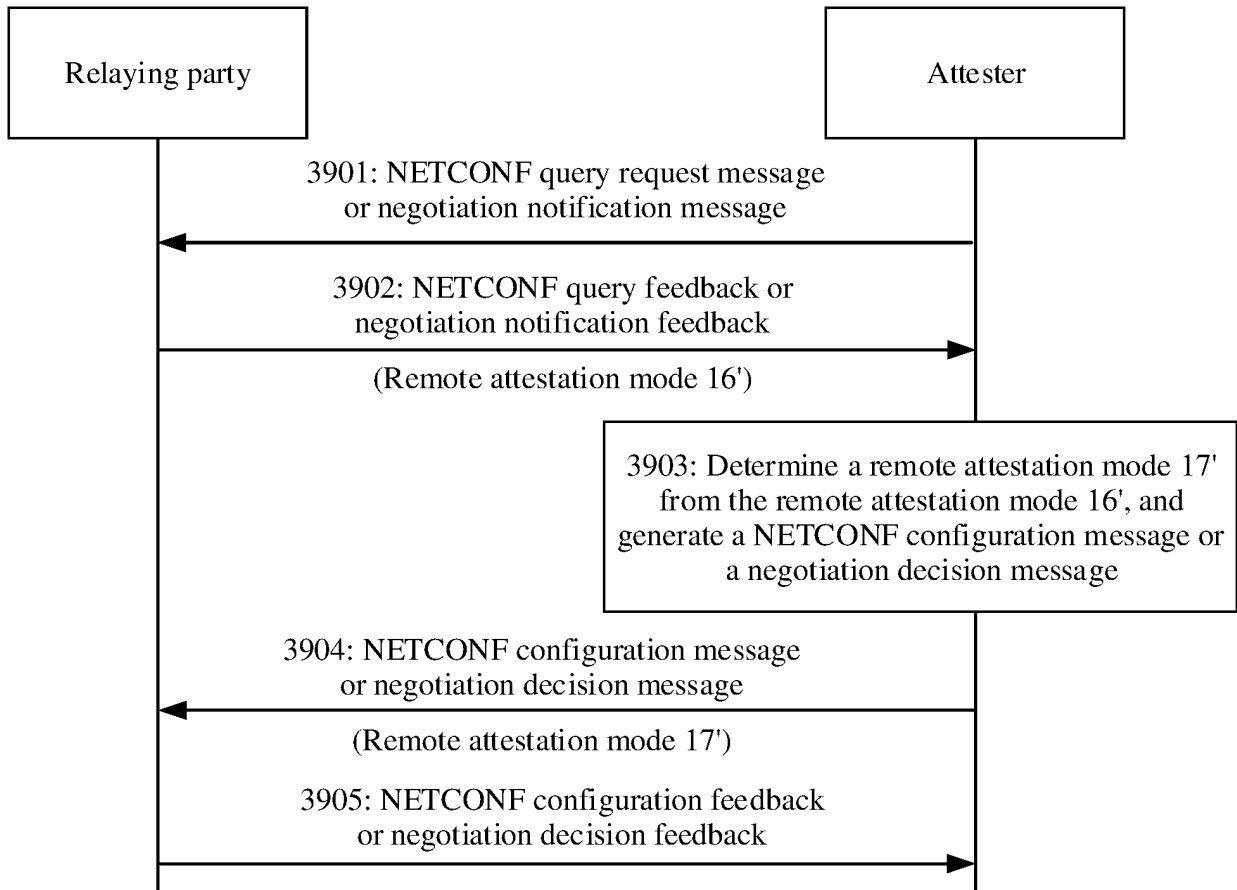 Relaying party
Attester
3901: NETCONF query request message
or negotiation notification message
3902: NETCONF query feedback or
negotiation notification feedback
(Remote attestation mode 16')
3903: Determine a remote attestation mode 17'
from the remote attestation mode 16', and
generate a NETCONF configuration message or
a negotiation decision message
3904: NETCONF configuration message
or negotiation decision message
(Remote attestation mode 17')
3905: NETCONF configuration feedback
or negotiation decision feedback